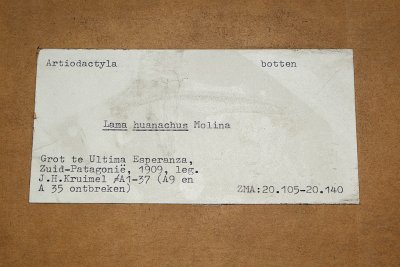 Artiodactyla botten
Lama huanachus Molina
Grot te Ultima Esperanza,
Zuid-Patagonië, 1909, leg.
J.H.Kruimel A1-37 (A9 en
A 35 ontbreken) ZMA:20.105-20.140